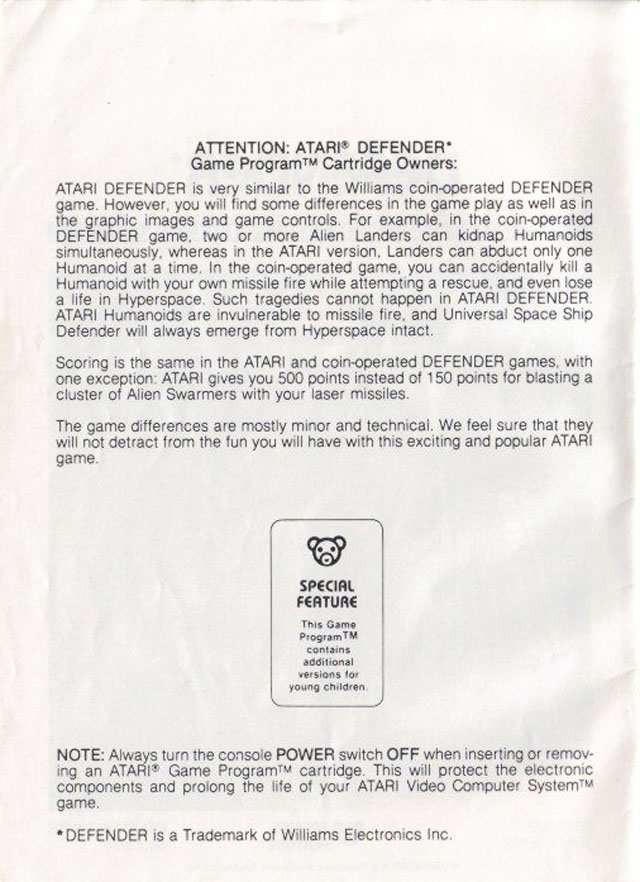 ATTENTION: ATARI® DEFENDER*
Game Program™ Cartridge Owners:
ATARI DEFENDER is very similar to the Williams coin-operated DEFENDER
game. However, you will find some differences in the game play as well as in
the graphic images and game controls. For example, in the coin-operated
DEFENDER game, two or more Alien Landers can kidnap Humanoids
simultaneously, whereas in the ATARI version, Landers can abduct only one
Humanoid at a time. In the coin-operated game, you can accidentally kill a
Humanoid with your own missile fire while attempting a rescue, and even lose
a life in Hyperspace. Such tragedies cannot happen in ATARI DEFENDER.
ATARI Humanoids are invulnerable to missile fire, and Universal Space Ship
Defender will always emerge from Hyperspace intact.
Scoring is the same in the ATARI and coin-operated DEFENDER games, with
one exception: ATARI gives you 500 points instead of 150 points for blasting a
cluster of Alien Swarmers with your laser missiles.
The game differences are mostly minor and technical. We feel sure that they
will not detract from the fun you will have with this exciting and popular ATARI
game.
SPECIAL
FEATURE
This Game
Program™
contains
additional
versions for
young children.
NOTE: Always turn the console POWER switch OFF when inserting or remov-
ing an ATARI® Game Program™ cartridge. This will protect the electronic
components and prolong the life of your ATARI Video Computer System™
game.
*DEFENDER is a Trademark of Williams Electronics Inc.